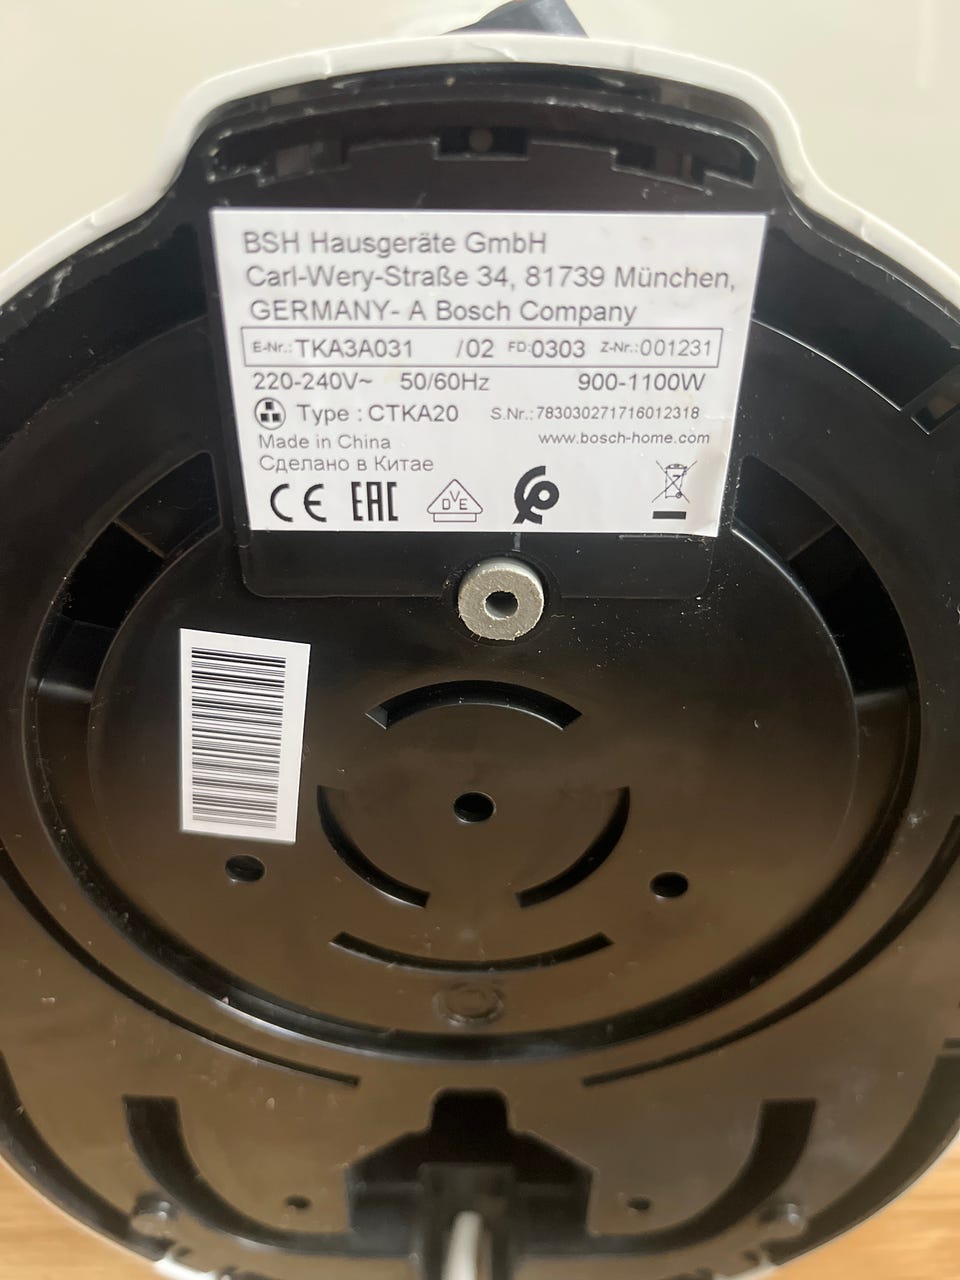 BSH Hausgeräte GmbH
Carl-Wery-Straße 34, 81739 München,
GERMANY- A Bosch Company
E-Nr.: TKA3A031 /02 FD: 0303 Z-Nr.: 001231
220-240V~ 50/60Hz 900-1100W
Type : CTKA20 S.Nr.: 783030271716012318
Made in China www.bosch-home.com
Сделано в Китае
CE EAC DVE